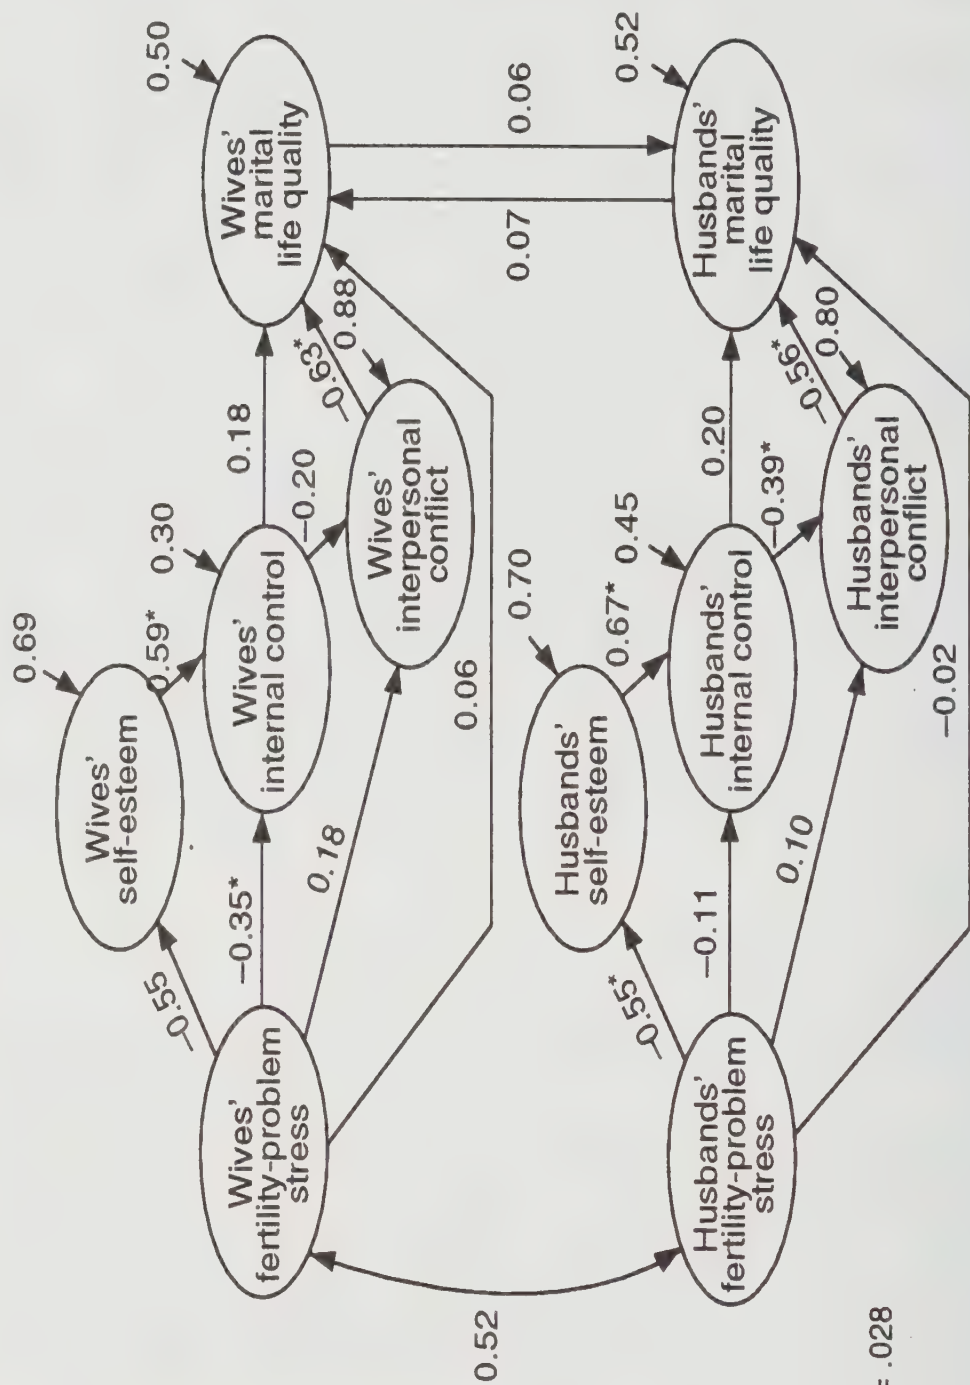 0.69
0.50
Wives’
self-esteem
–0.55
0.59*
0.30
Wives’
fertility-problem
stress
–0.35*
Wives’
internal control
0.18
Wives’
marital
life quality
–0.20
–0.63*
0.88
0.18
Wives’
interpersonal
conflict
0.06
0.52
0.07
0.06
0.70
0.52
Husbands’
self-esteem
–0.55*
0.67*
0.45
Husbands’
fertility-problem
stress
–0.11
Husbands’
internal control
0.20
Husbands’
marital
life quality
–0.39*
–0.56*
0.80
0.10
Husbands’
interpersonal
conflict
–0.02
= .028